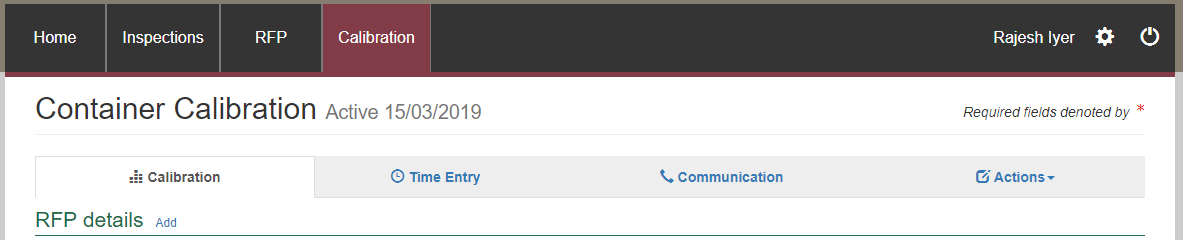 Home Inspections RFP Calibration Rajesh Iyer
Container Calibration Active 15/03/2019 Required fields denoted by *
Calibration Time Entry Communication Actions
RFP details Add